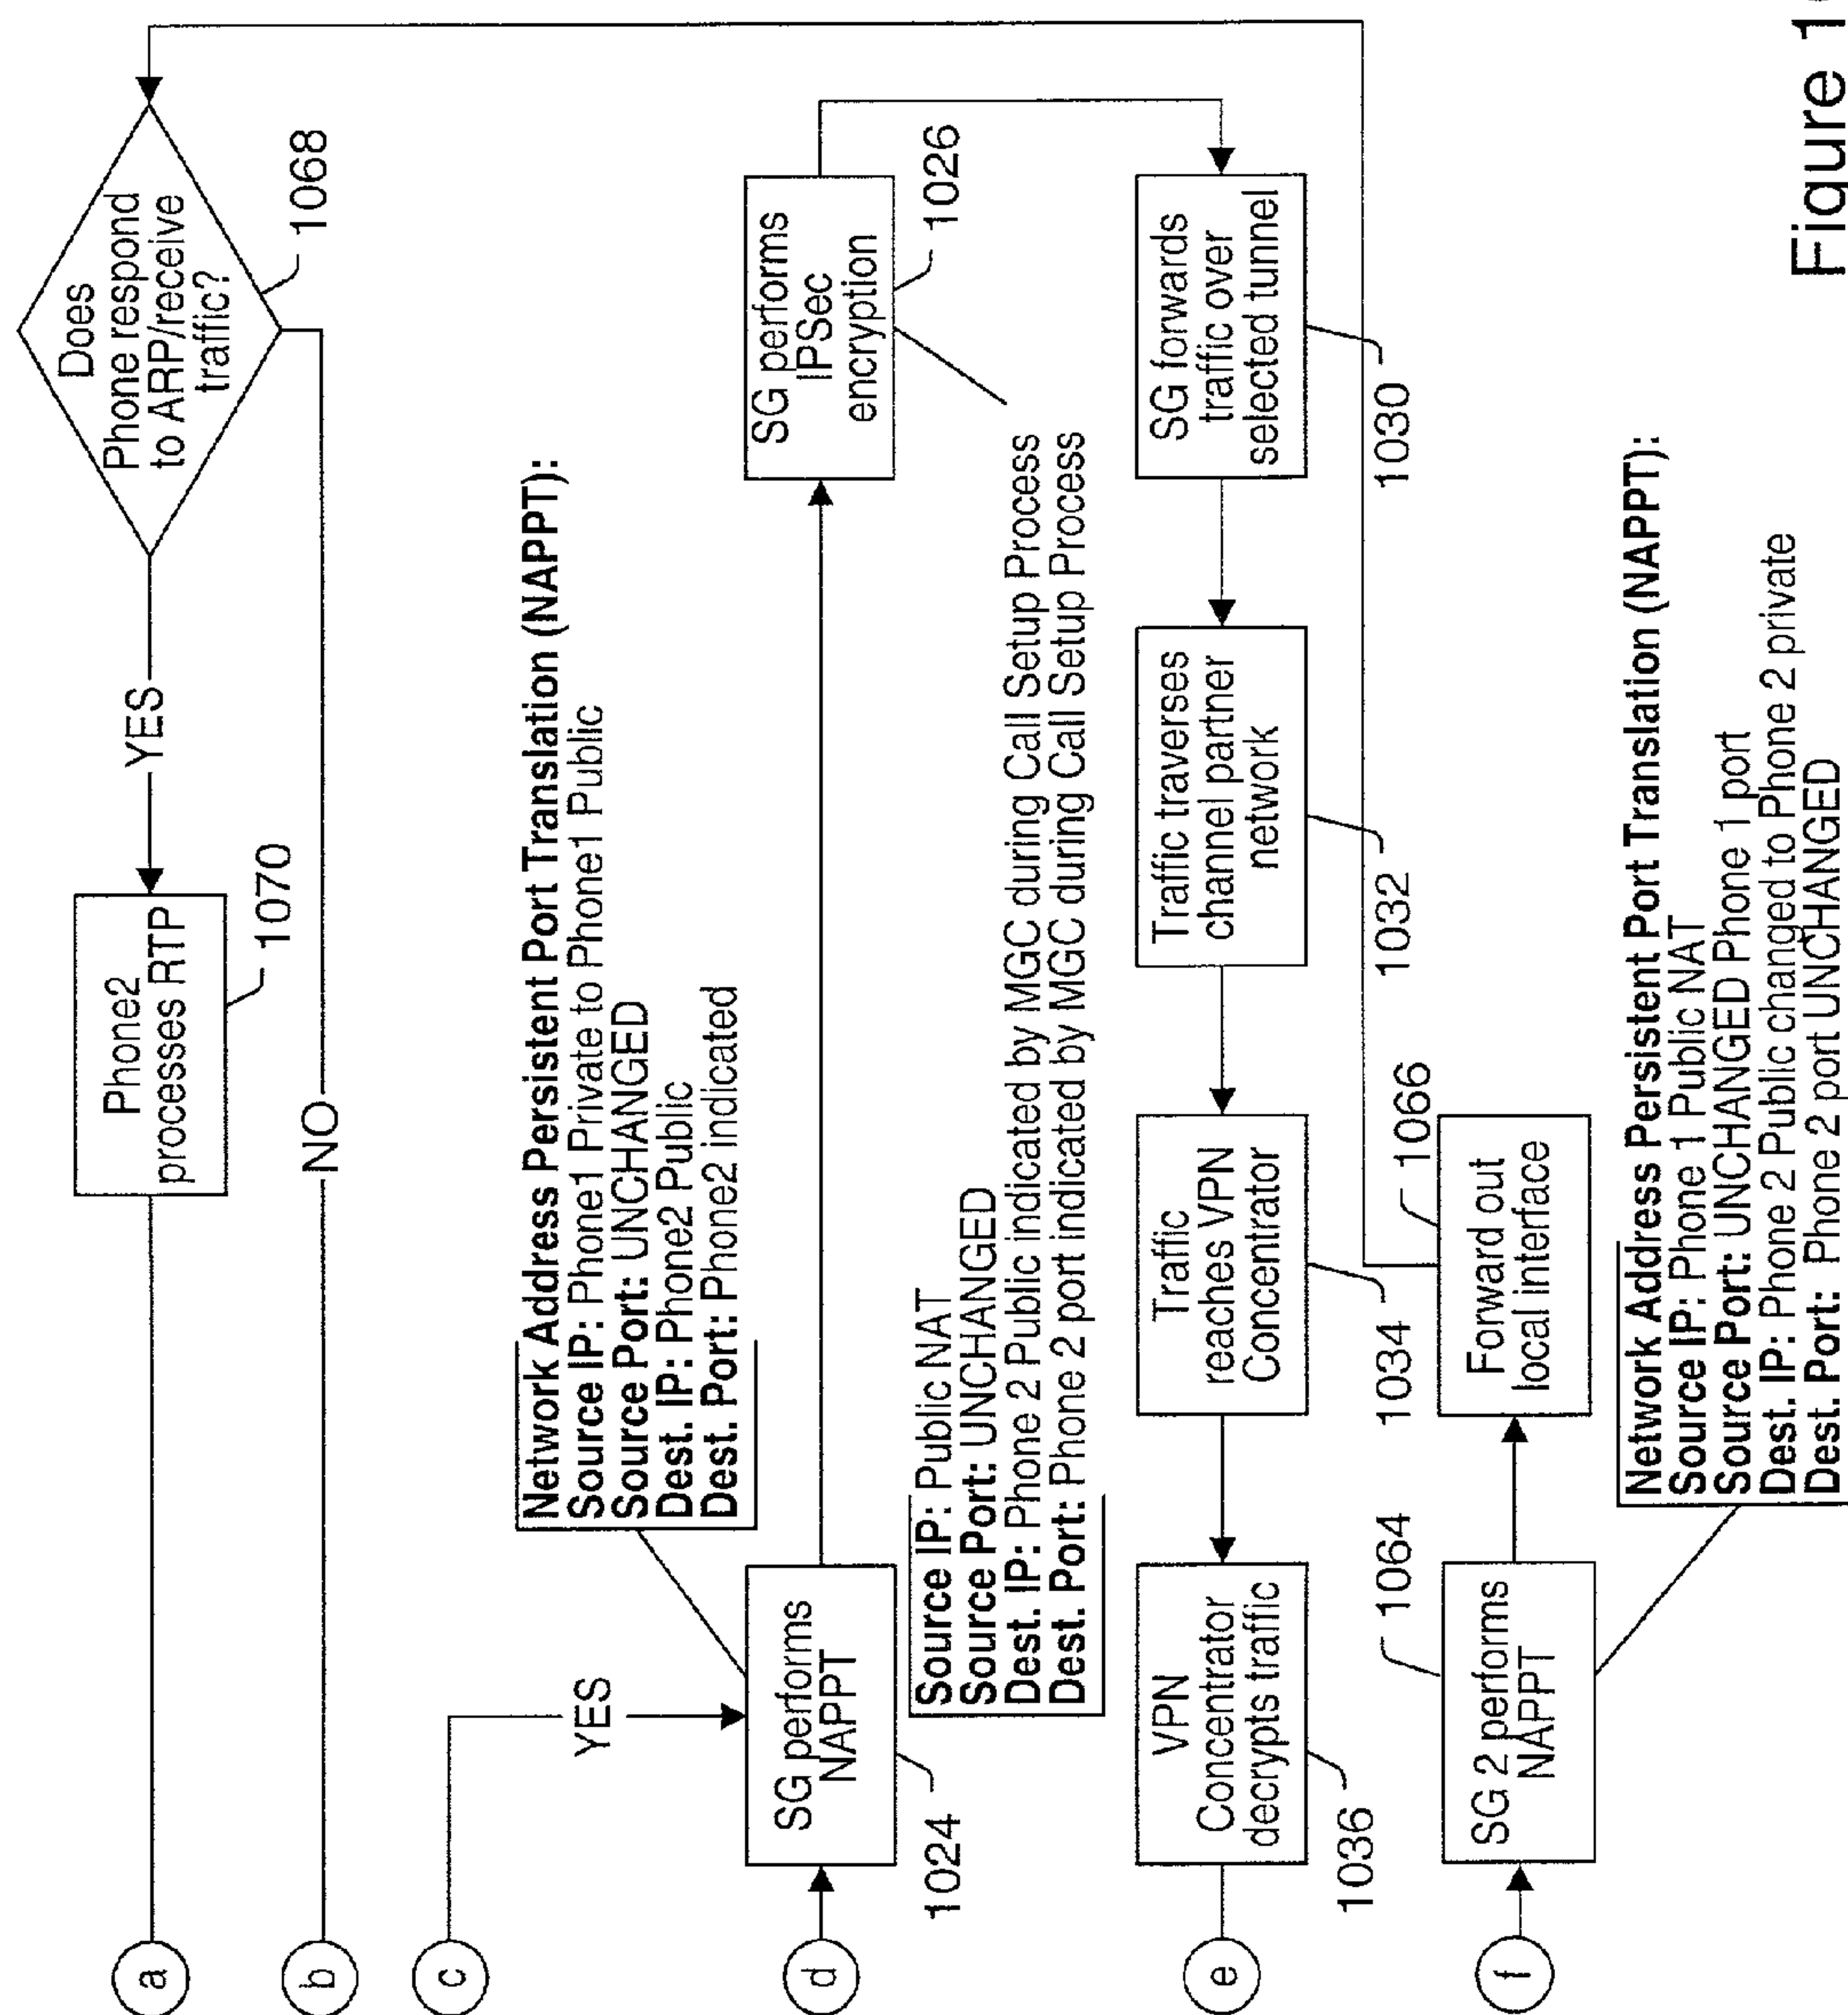 a
Phone2
processes RTP
1070
YES
Does
Phone respond
to ARP/receive
traffic?
1068
b
NO
c
YES
Network Address Persistent Port Translation (NAPPT):
Source IP: Phone1 Private to Phone1 Public
Source Port: UNCHANGED
Dest. IP: Phone2 Public
Dest. Port: Phone2 indicated
d
SG performs
NAPPT
1024
SG performs
IPSec
encryption
1026
Source IP: Public NAT
Source Port: UNCHANGED
Dest. IP: Phone 2 Public indicated by MGC during Call Setup Process
Dest. Port: Phone 2 port indicated by MGC during Call Setup Process
e
VPN
Concentrator
decrypts traffic
1036
Traffic
reaches VPN
Concentrator
1034
Traffic traverses
channel partner
network
1032
SG forwards
traffic over
selected tunnel
1030
f
SG 2 performs
NAPPT
1064
Forward out
local interface
1066
Network Address Persistent Port Translation (NAPPT):
Source IP: Phone 1 Public NAT
Source Port: UNCHANGED Phone 1 port
Dest. IP: Phone 2 Public changed to Phone 2 private
Dest. Port: Phone 2 port UNCHANGED
Figure